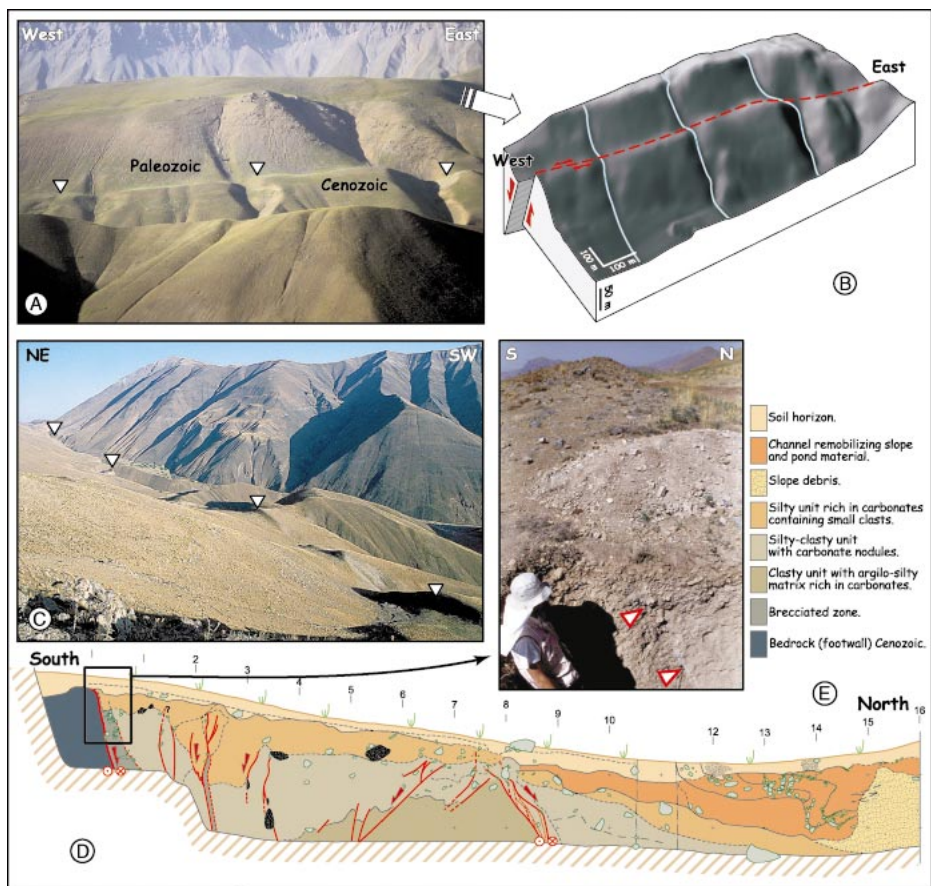 West
East
Paleozoic
Cenozoic
A
East
West
100 m
100 m
50 m
B
NE
SW
C
S
N
Soil horizon.
Channel remobilizing slope
and pond material.
Slope debris.
Silty unit rich in carbonates
containing small clasts.
Silty-clasty unit
with carbonate nodules.
Clasty unit with argilo-silty
matrix rich in carbonates.
Brecciated zone.
Bedrock (footwall) Cenozoic.
E
South
1
2
3
4
5
6
7
8
9
10
12
13
14
15
16
North
D